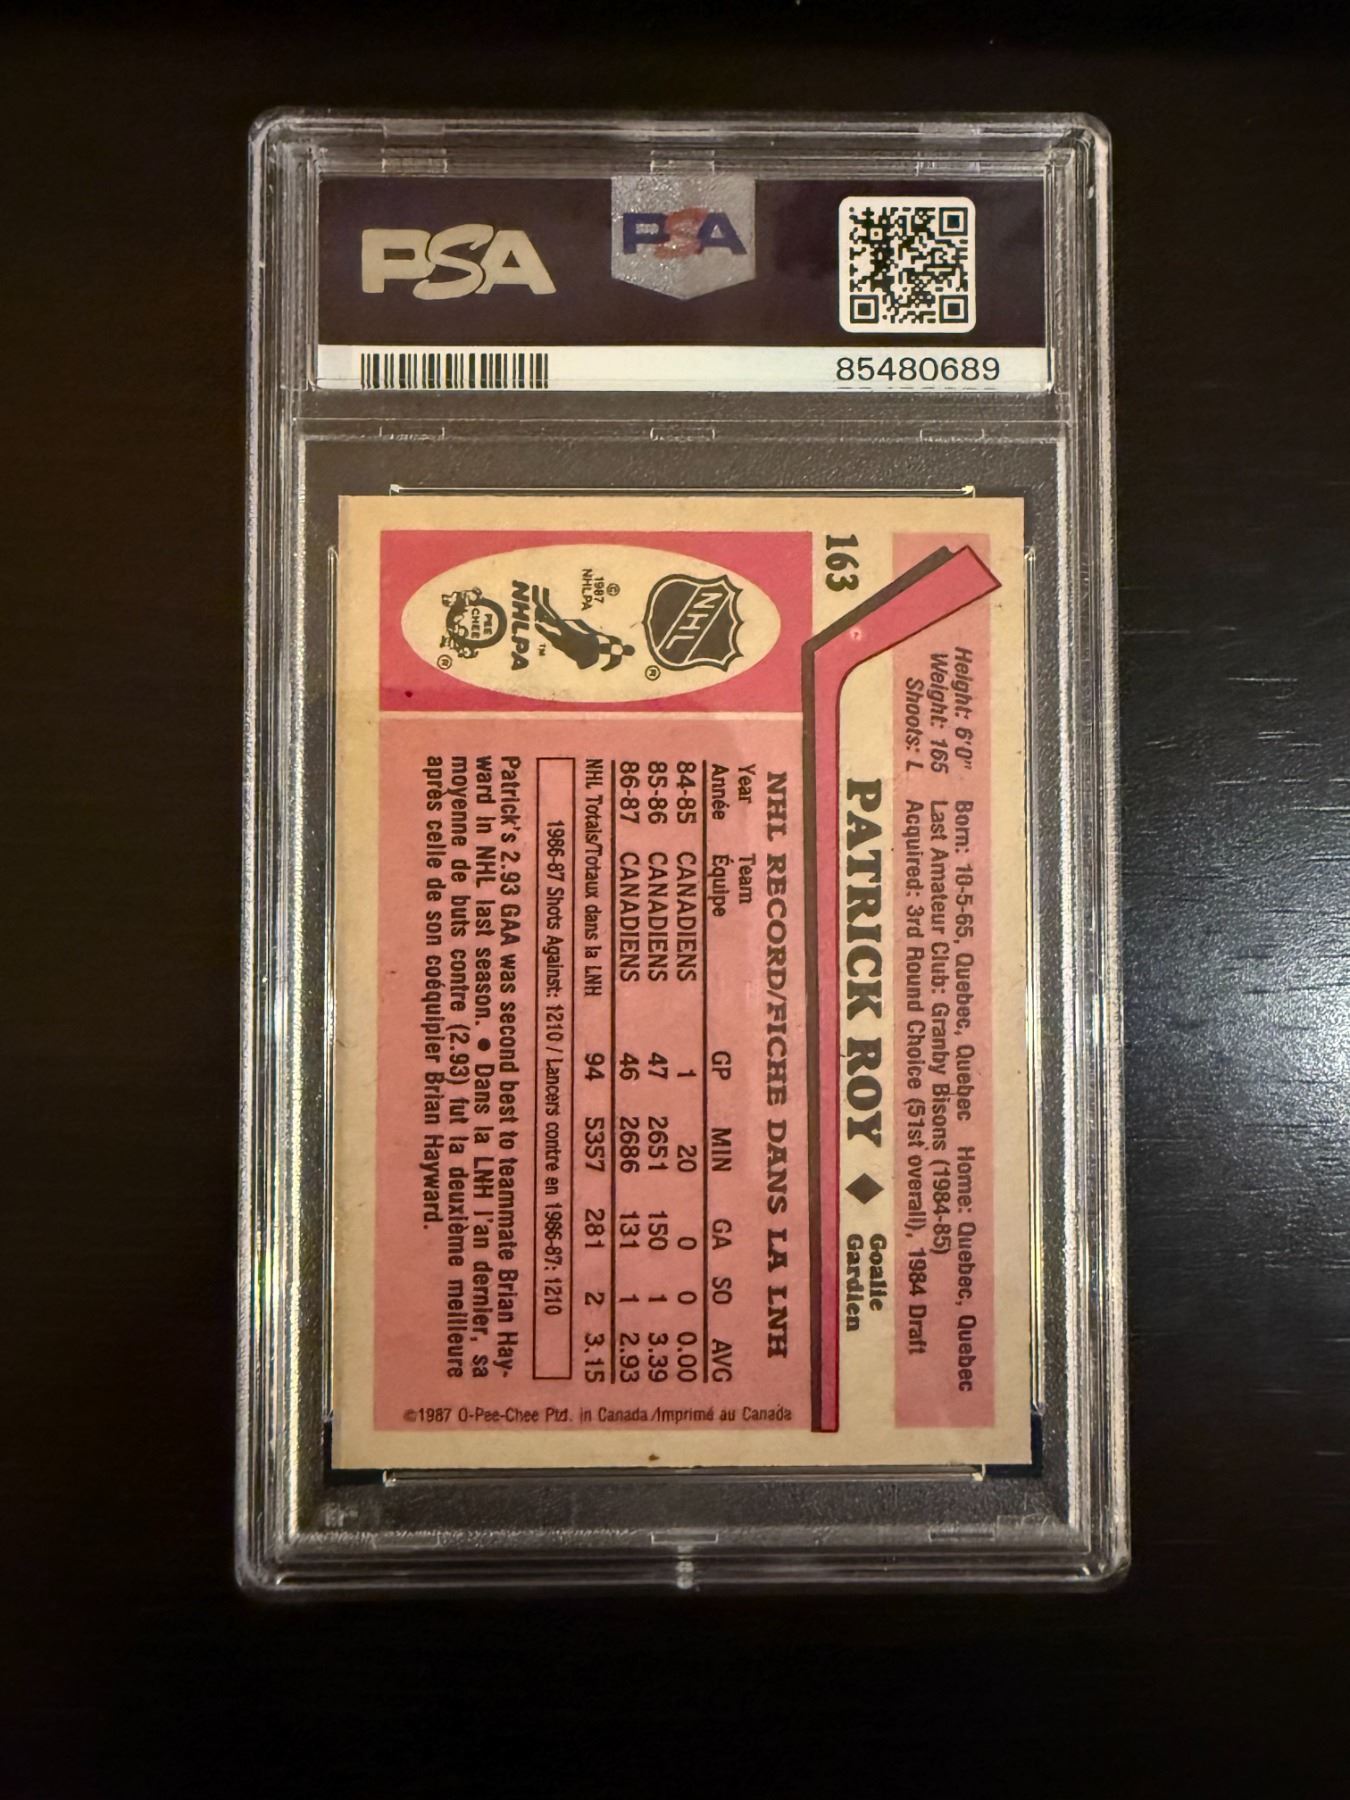 PSA
PSA
85480689
163
Height: 6'0" Born: 10-5-65, Quebec, Quebec Home: Quebec, Quebec
Weight: 165 Last Amateur Club: Granby Bisons (1984-85)
Shoots: L Acquired: 3rd Round Choice (51st overall), 1984 Draft
PATRICK ROY ♦ Goalie
Gardien
NHL
®
© 1987 NHLPA
NHLPA
™
O PEE CHEE
®
NHL RECORD/FICHE DANS LA LNH
Year Team
Année Équipe GP MIN GA SO AVG
84-85 CANADIENS 1 20 0 0 0.00
85-86 CANADIENS 47 2651 150 1 3.39
86-87 CANADIENS 46 2686 131 1 2.93
NHL Totals/Totaux dans la LNH 94 5357 281 2 3.15
1986-87 Shots Against: 1210 / Lancers contre en 1986-87: 1210
Patrick's 2.93 GAA was second best to teammate Brian Hay-
ward in NHL last season. ● Dans la LNH l'an dernier, sa
moyenne de buts contre (2.93) fut la deuxième meilleure
après celle de son coéquipier Brian Hayward.
©1987 O-Pee-Chee Ptd. in Canada/Imprimé au Canada